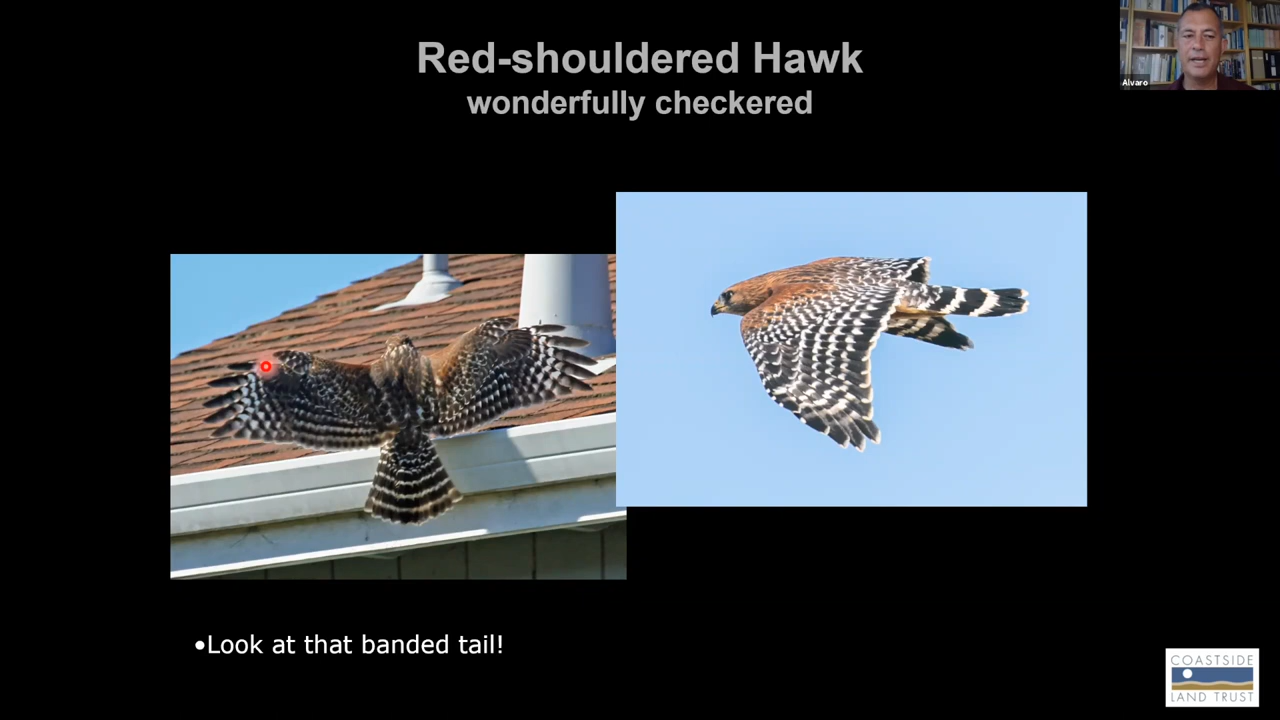 Red-shouldered Hawk
wonderfully checkered
Alvaro
•Look at that banded tail!
COASTSIDE
LAND TRUST